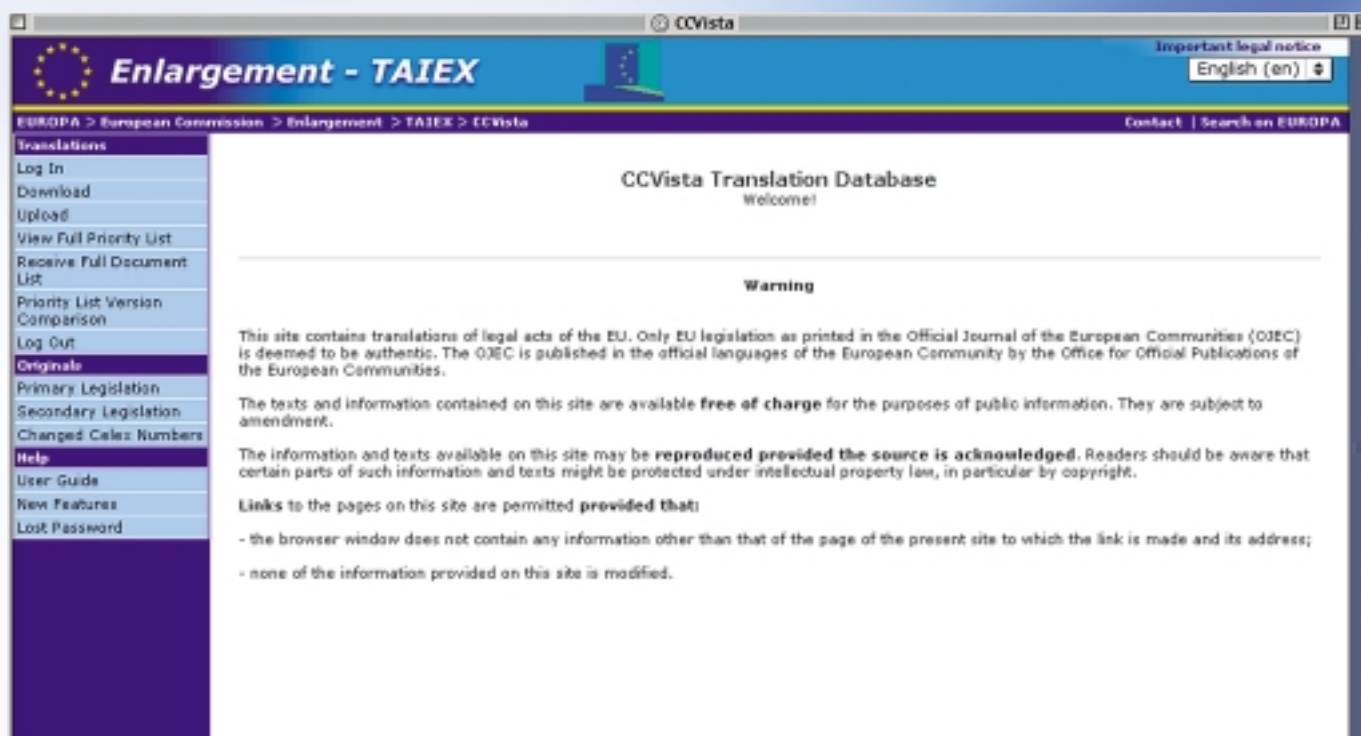 CCVista
Enlargement - TAIEX
Important legal notice
English (en)
EUROPA > European Commission > Enlargement > TAIEX > CCVista
Contact | Search on EUROPA
Translations
Log In
Download
Upload
View Full Priority List
Receive Full Document
List
Priority List Version
Comparison
Log Out
Originals
Primary Legislation
Secondary Legislation
Changed Celex Numbers
Help
User Guide
New Features
Lost Password
CCVista Translation Database
Welcome!
Warning
This site contains translations of legal acts of the EU. Only EU legislation as printed in the Official Journal of the European Communities (OJEC)
is deemed to be authentic. The OJEC is published in the official languages of the European Community by the Office for Official Publications of
the European Communities.
The texts and information contained on this site are available free of charge for the purposes of public information. They are subject to
amendment.
The information and texts available on this site may be reproduced provided the source is acknowledged. Readers should be aware that
certain parts of such information and texts might be protected under intellectual property law, in particular by copyright.
Links to the pages on this site are permitted provided that:
- the browser window does not contain any information other than that of the page of the present site to which the link is made and its address;
- none of the information provided on this site is modified.